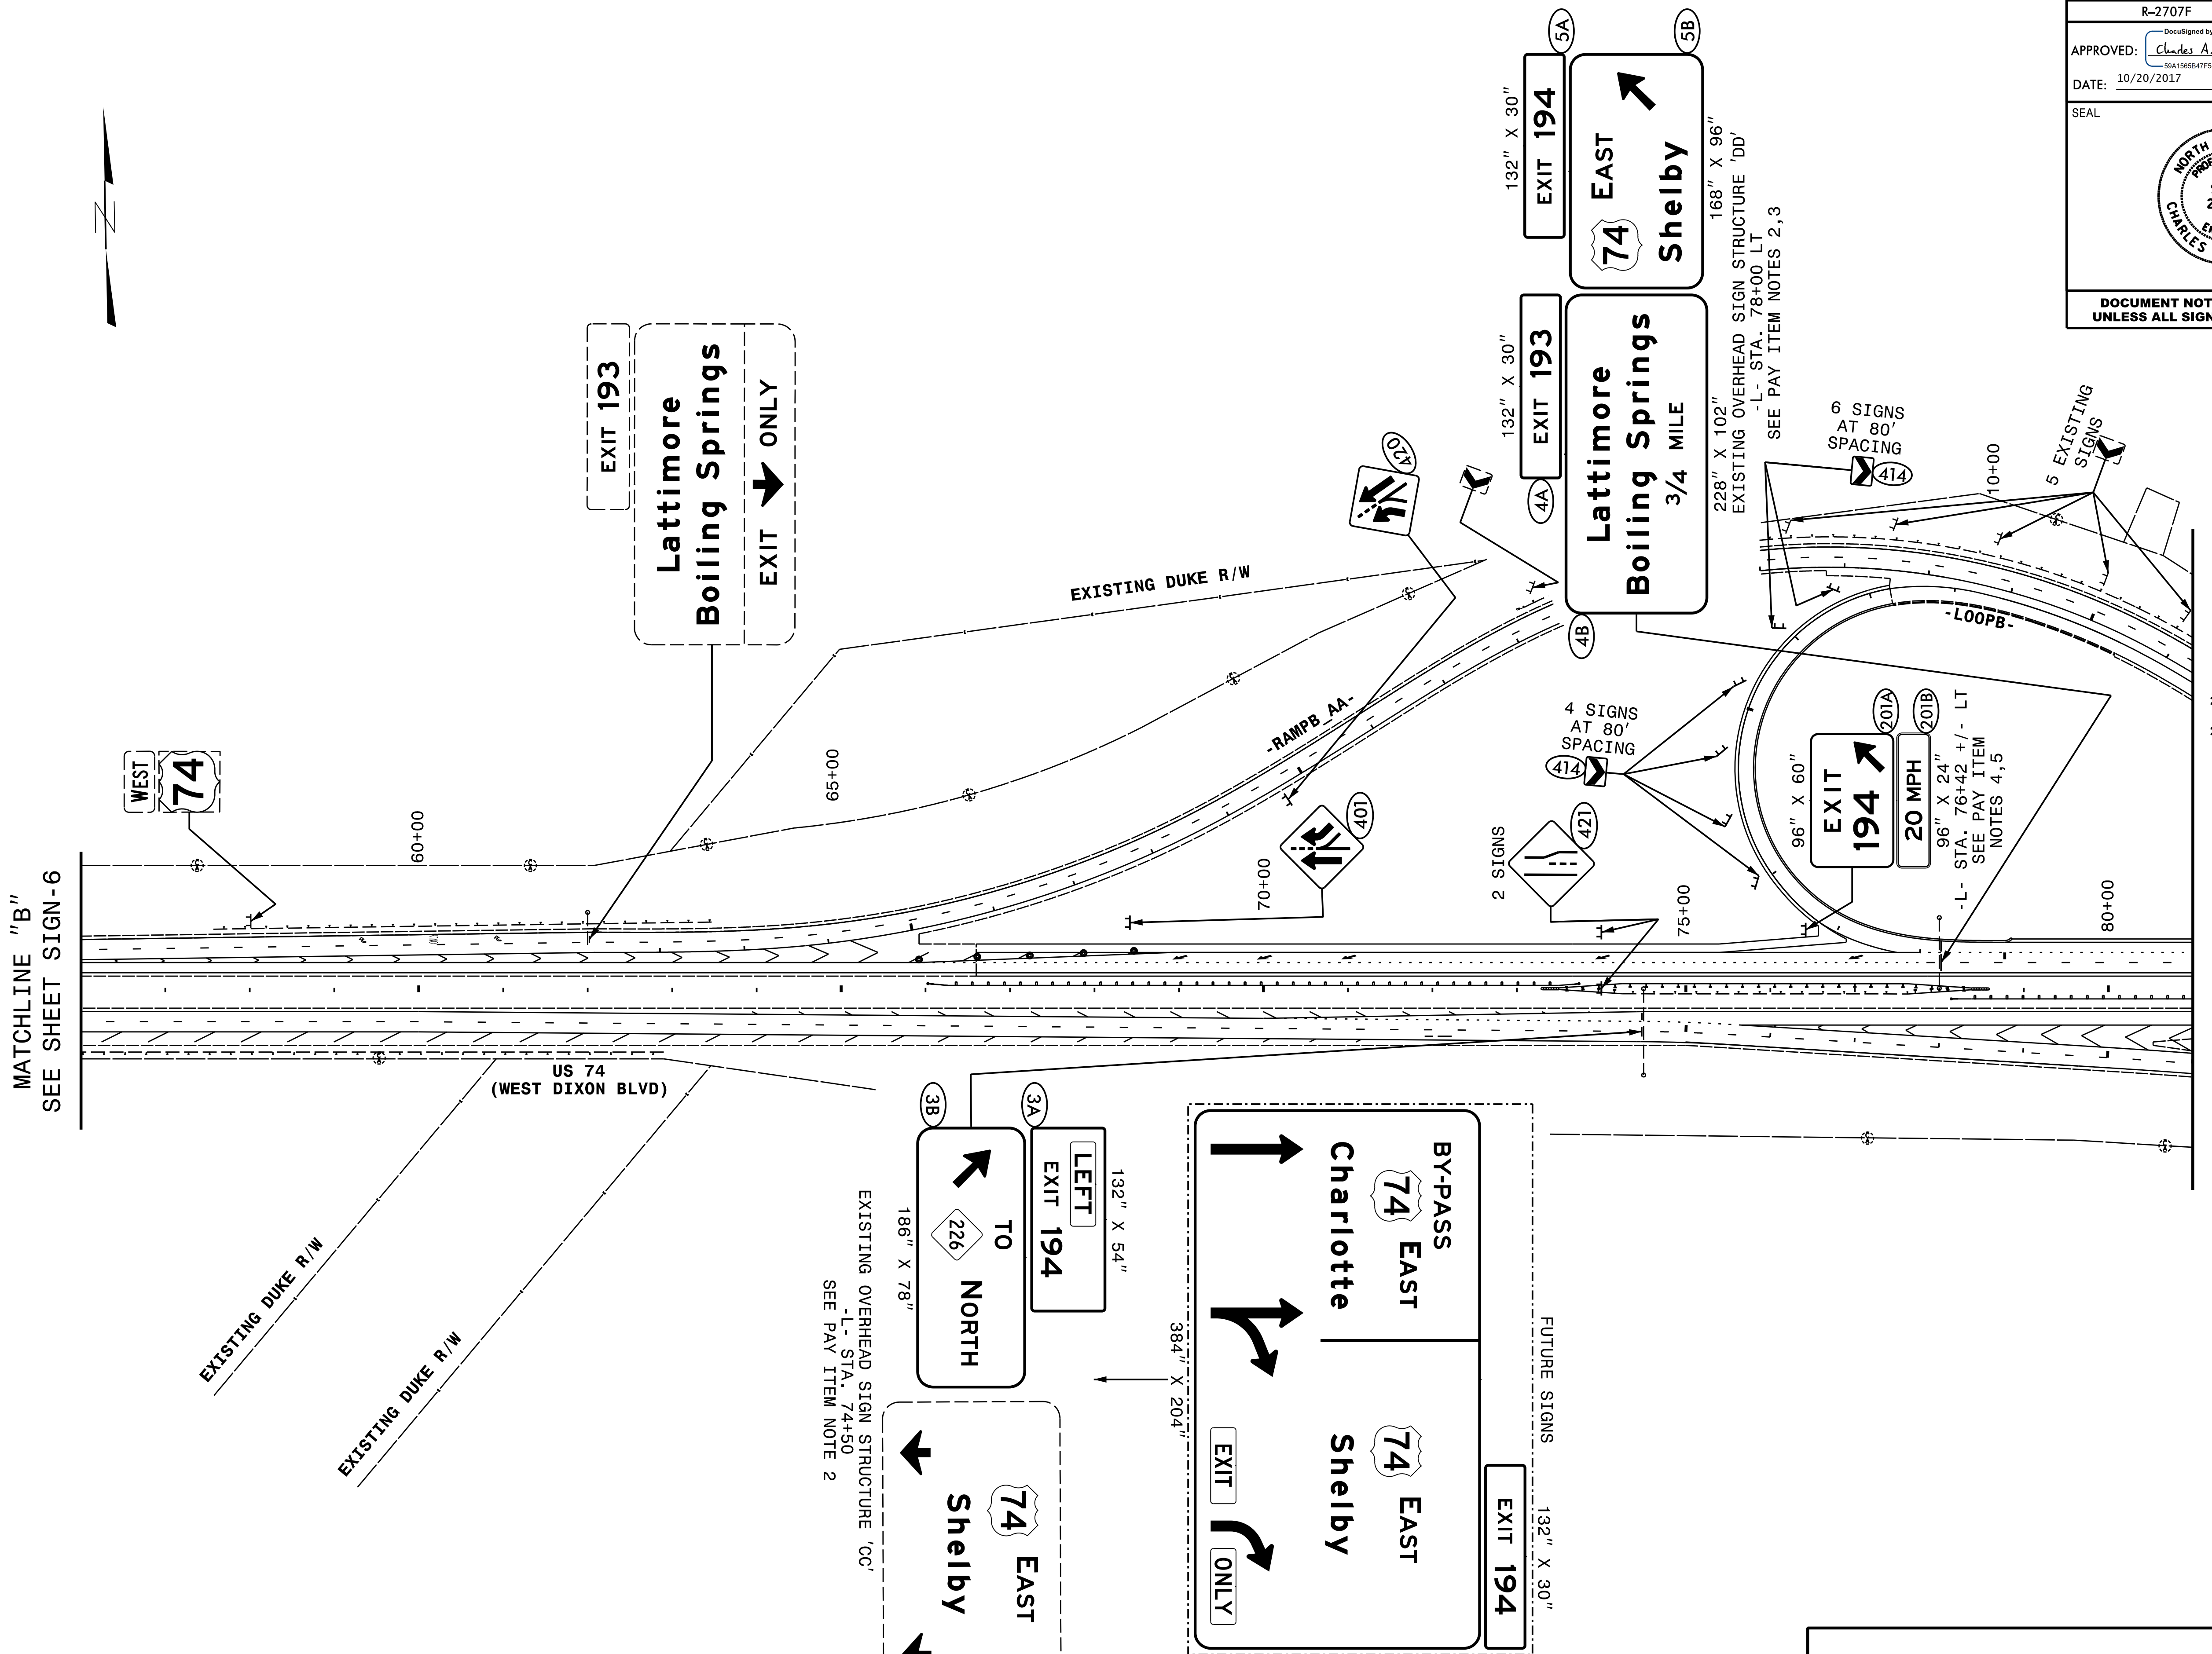 R-2707F
DocuSigned by
APPROVED:
Charles A.
59A1565B47F5
DATE: 10/20/2017
SEAL
NORTH
CHARLES
DOCUMENT NOT
UNLESS ALL SIGN
N
MATCHLINE "B"
SEE SHEET SIGN-6
WEST
74
60+00
65+00
70+00
75+00
80+00
10+00
EXIT 193
Lattimore
Boiling Springs
EXIT ONLY
EXISTING DUKE R/W
-RAMPB_AA-
420
401
2 SIGNS
421
4 SIGNS
AT 80'
SPACING
414
5A
132" X 30"
EXIT 194
5B
74 EAST
Shelby
168" X 96"
4A
132" X 30"
EXIT 193
4B
Lattimore
Boiling Springs
3/4 MILE
228" X 102"
EXISTING OVERHEAD SIGN STRUCTURE 'DD'
-L- STA. 78+00 LT
SEE PAY ITEM NOTES 2,3
6 SIGNS
AT 80'
SPACING
414
5 EXISTING
SIGNS
-LOOPB-
96" X 60"
EXIT
194
201A
20 MPH
201B
96" X 24"
-L- STA. 76+42 +/- LT
SEE PAY ITEM
NOTES 4,5
US 74
(WEST DIXON BLVD)
EXISTING DUKE R/W
EXISTING DUKE R/W
3A
132" X 54"
LEFT
EXIT 194
3B
TO
226 NORTH
186" X 78"
EXISTING OVERHEAD SIGN STRUCTURE 'CC'
-L- STA. 74+50
SEE PAY ITEM NOTE 2
74 EAST
Shelby
FUTURE SIGNS
132" X 30"
EXIT 194
BY-PASS
74 EAST
Charlotte
74 EAST
Shelby
EXIT ONLY
384" X 204"